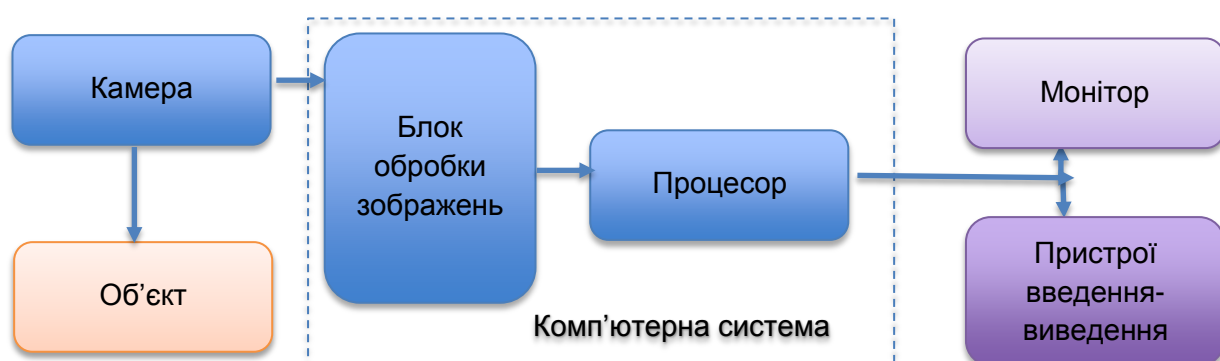 Камера
Об’єкт
Блок
обробки
зображень
Процесор
Комп’ютерна система
Монітор
Пристрої
введення-
виведення